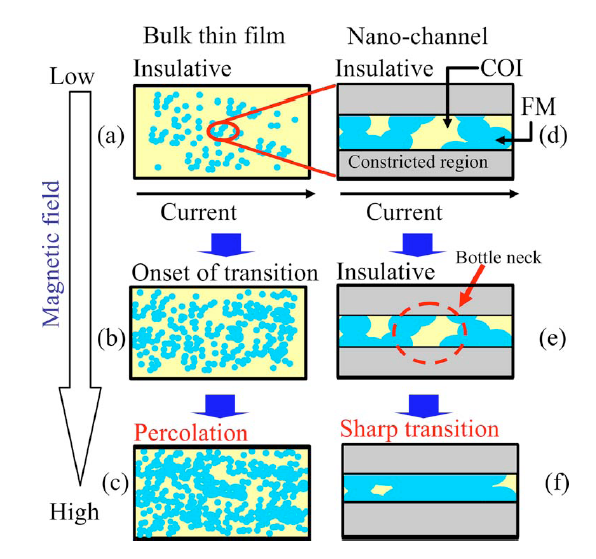 Bulk thin film
Nano-channel
Low
Insulative
Insulative
COI
FM
(a)
(d)
Constricted region
Current
Current
Magnetic field
Onset of transition
Insulative
Bottle neck
(b)
(e)
Percolation
Sharp transition
(c)
(f)
High